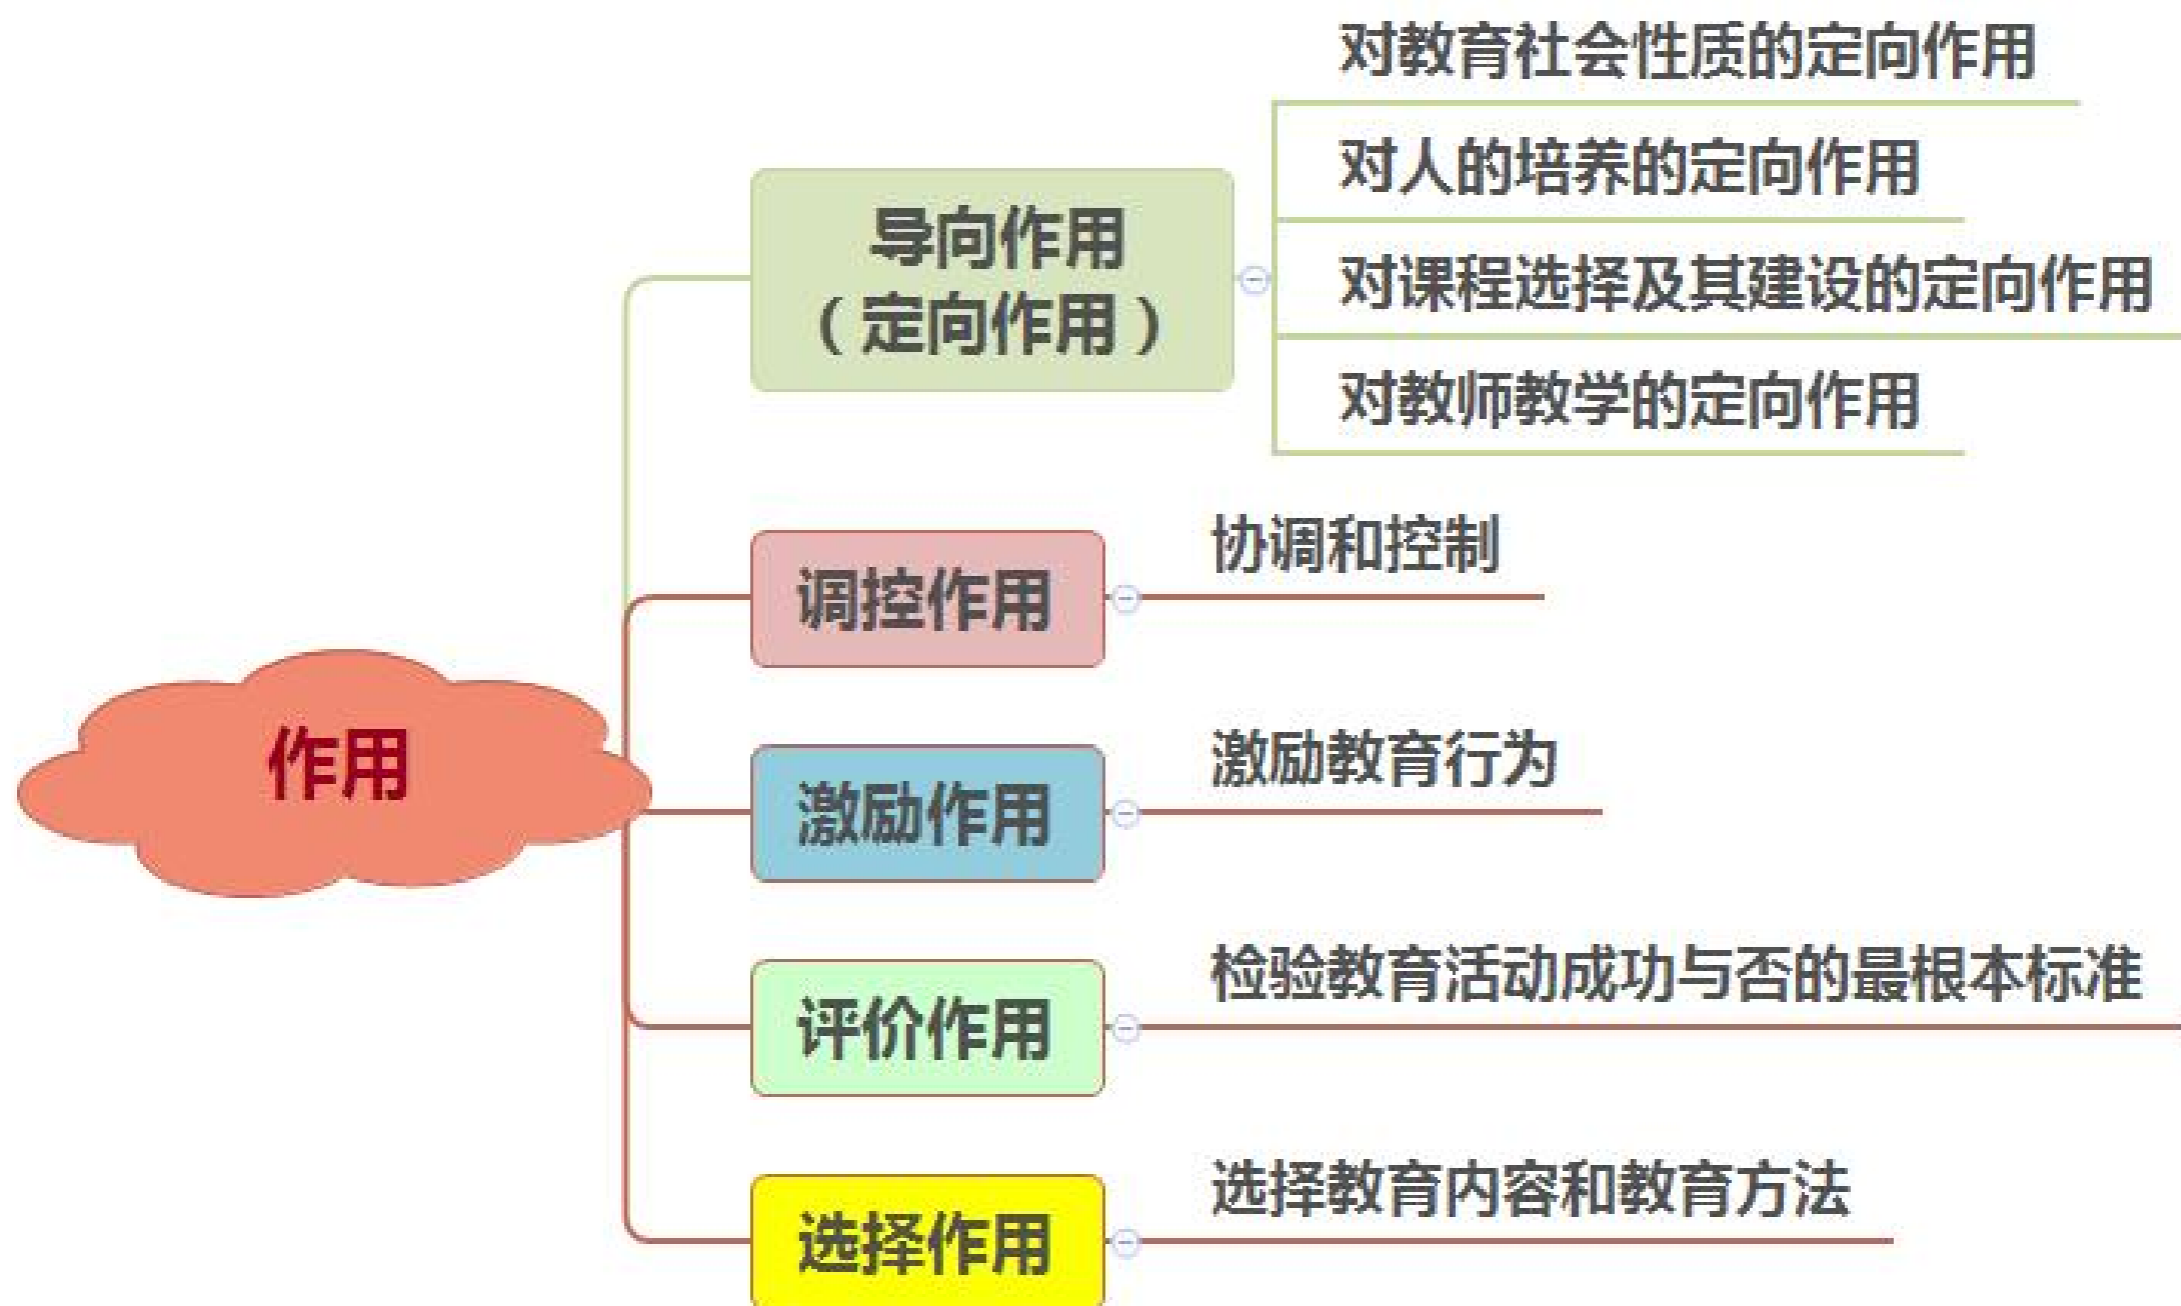 对教育社会性质的定向作用
对人的培养的定向作用
导向作用
（定向作用）
对课程选择及其建设的定向作用
对教师教学的定向作用
调控作用
协调和控制
作用
激励作用
激励教育行为
评价作用
检验教育活动成功与否的最根本标准
选择作用
选择教育内容和教育方法